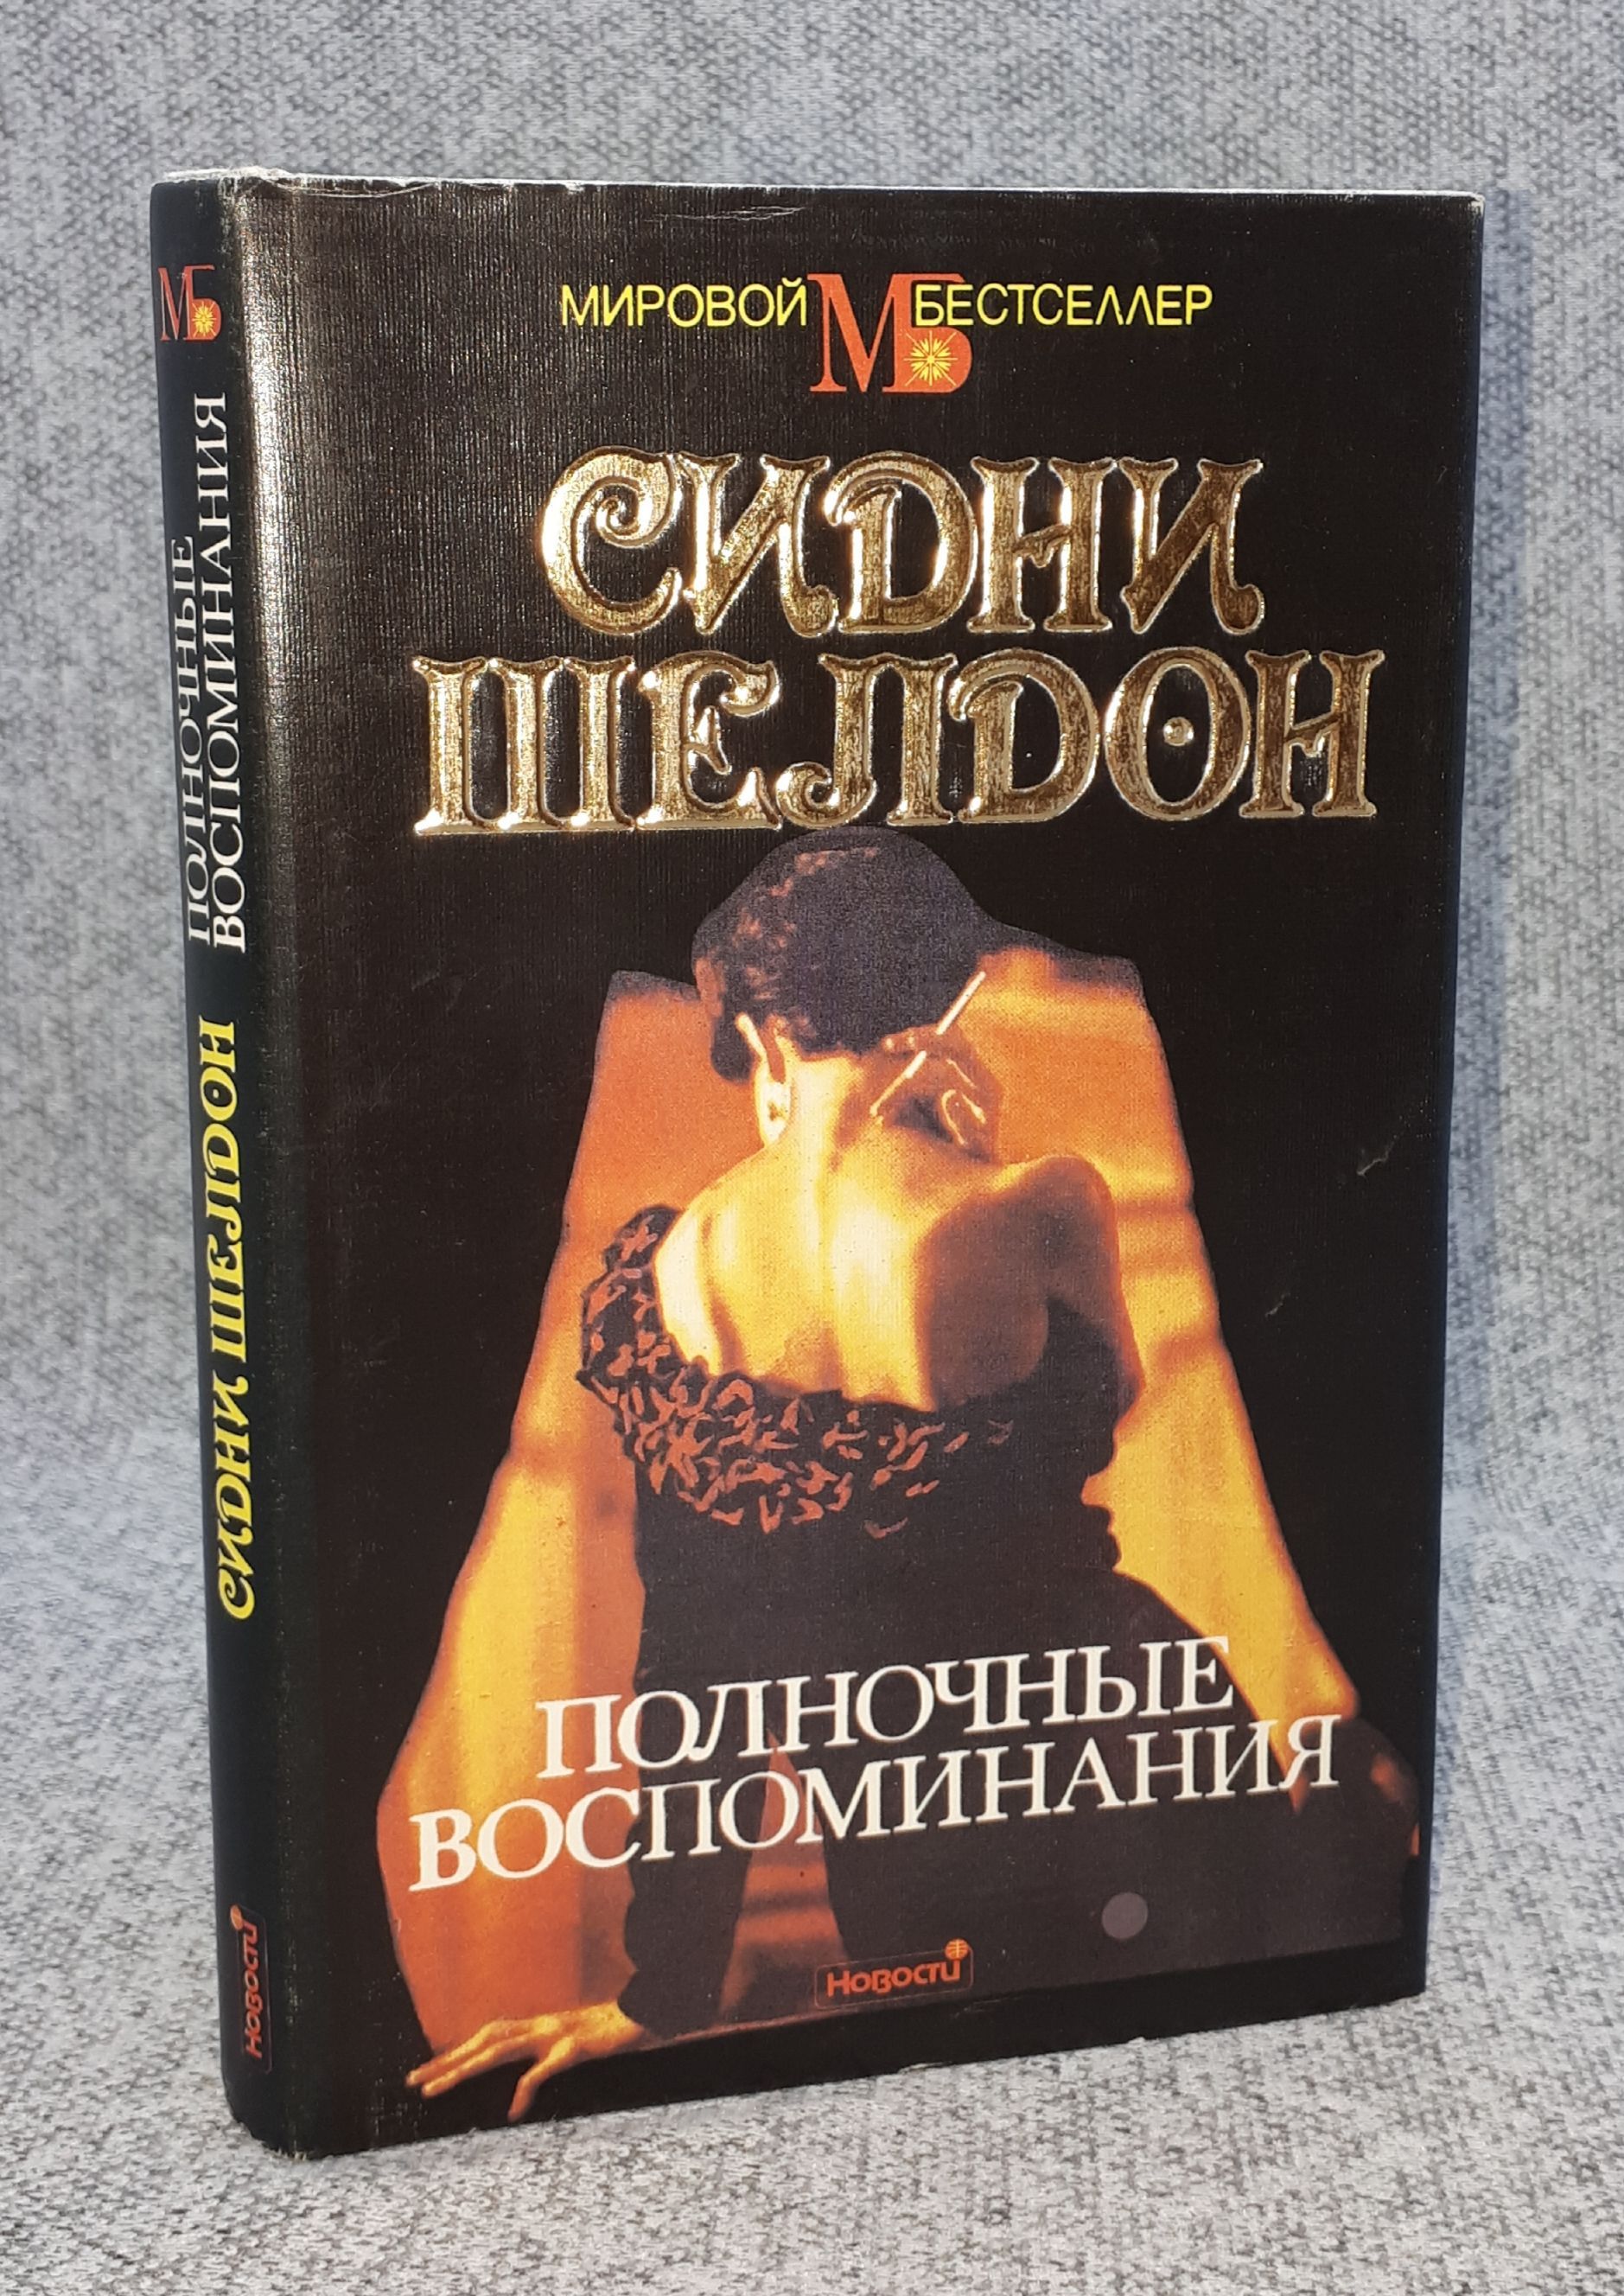 МИРОВОЙ МБ БЕСТСЕЛЛЕР
СИДНИ
ШЕЛДОН
ПОЛНОЧНЫЕ
ВОСПОМИНАНИЯ
НОВОСТИ
МБ
ПОЛНОЧНЫЕ
ВОСПОМИНАНИЯ
СИДНИ ШЕЛДОН
НОВОСТИ